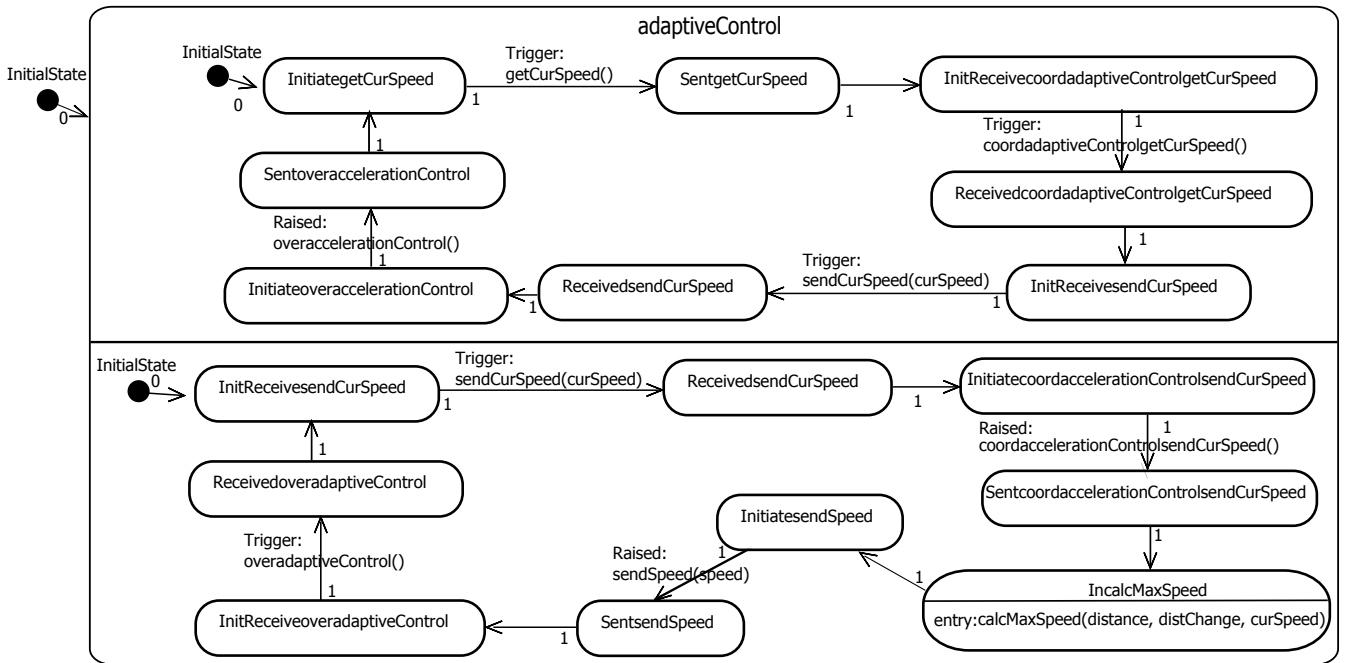 adaptiveControl
InitialState
0
InitialState
0
InitiategetCurSpeed
1
Trigger:
getCurSpeed()
SentgetCurSpeed
1
InitReceivecoordadaptiveControlgetCurSpeed
1
Trigger:
coordadaptiveControlgetCurSpeed()
ReceivedcoordadaptiveControlgetCurSpeed
1
InitReceivesendCurSpeed
1
Trigger:
sendCurSpeed(curSpeed)
ReceivedsendCurSpeed
1
InitiateoveraccelerationControl
1
Raised:
overaccelerationControl()
SentoveraccelerationControl
1
InitialState
0
InitReceivesendCurSpeed
1
Trigger:
sendCurSpeed(curSpeed)
ReceivedsendCurSpeed
1
InitiatecoordaccelerationControlsendCurSpeed
1
Raised:
coordaccelerationControlsendCurSpeed()
SentcoordaccelerationControlsendCurSpeed
1
IncalcMaxSpeed
entry:calcMaxSpeed(distance, distChange, curSpeed)
1
InitiatesendSpeed
1
Raised:
sendSpeed(speed)
SentsendSpeed
1
InitReceiveoveradaptiveControl
1
Trigger:
overadaptiveControl()
ReceivedoveradaptiveControl
1